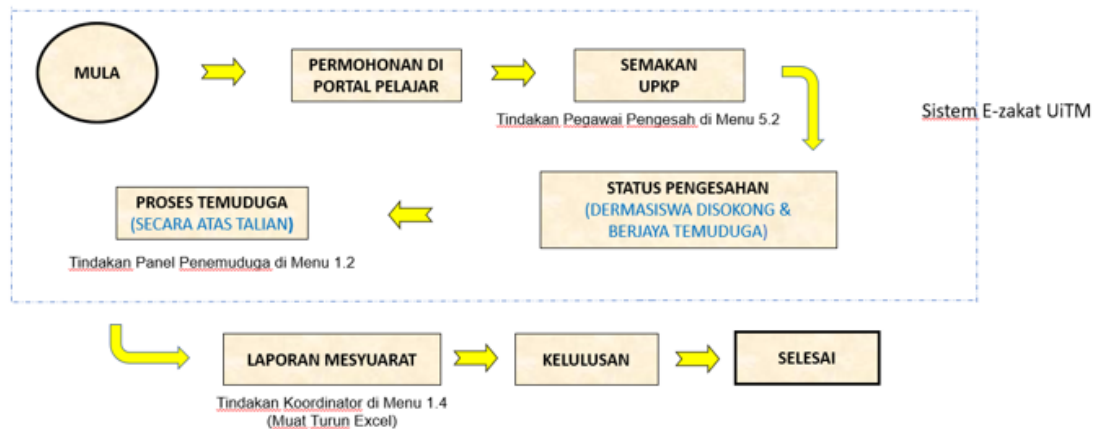 MULA
PERMOHONAN DI
PORTAL PELAJAR
SEMAKAN
UPKP
Tindakan Pegawai Pengesah di Menu 5.2
Sistem E-zakat UiTM
STATUS PENGESAHAN
(DERMASISWA DISOKONG &
BERJAYA TEMUDUGA)
PROSES TEMUDUGA
(SECARA ATAS TALIAN)
Tindakan Panel Penemuduga di Menu 1.2
LAPORAN MESYUARAT
Tindakan Koordinator di Menu 1.4
(Muat Turun Excel)
KELULUSAN
SELESAI